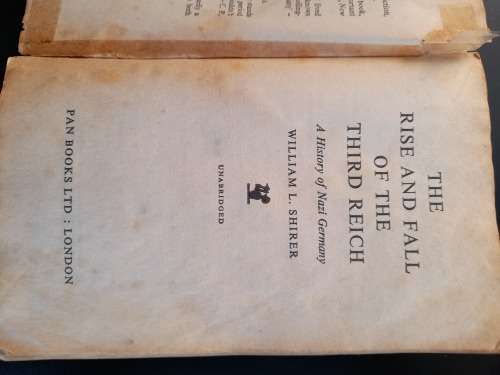 THE
RISE AND FALL
OF THE
THIRD REICH
A History of Nazi Germany
WILLIAM L. SHIRER
UNABRIDGED
PAN BOOKS LTD : LONDON